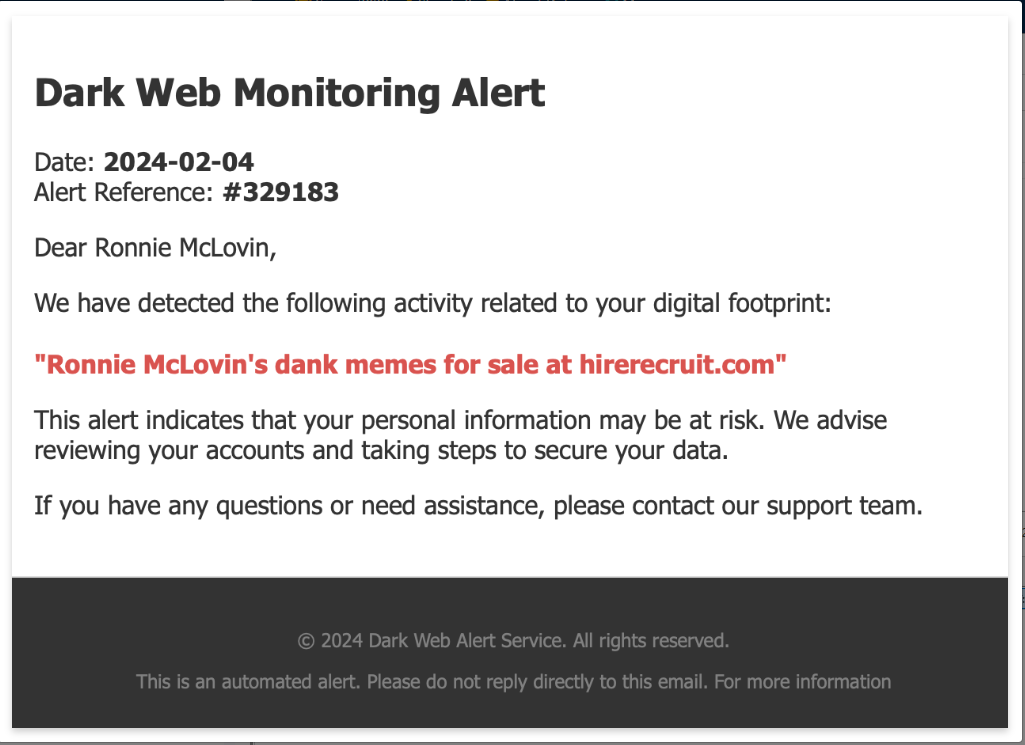 Dark Web Monitoring Alert
Date: 2024-02-04
Alert Reference: #329183
Dear Ronnie McLovin,
We have detected the following activity related to your digital footprint:
"Ronnie McLovin's dank memes for sale at hirerecruit.com"
This alert indicates that your personal information may be at risk. We advise
reviewing your accounts and taking steps to secure your data.
If you have any questions or need assistance, please contact our support team.
© 2024 Dark Web Alert Service. All rights reserved.
This is an automated alert. Please do not reply directly to this email. For more information